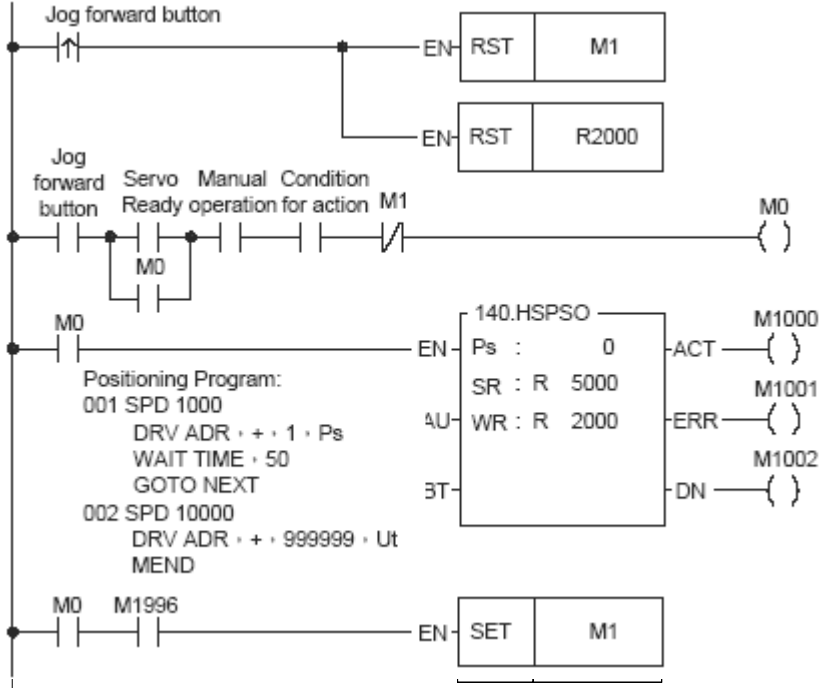 Jog forward button
EN RST M1
EN RST R2000
Jog
forward
button
Servo
Ready
Manual
operation
Condition
for action
M1
M0
M0
M0
140.HSPSO
EN Ps : 0 ACT M1000
SR : R 5000
AU WR : R 2000 ERR M1001
ST DN M1002
Positioning Program:
001 SPD 1000
DRV ADR , + , 1 , Ps
WAIT TIME , 50
GOTO NEXT
002 SPD 10000
DRV ADR , + , 999999 , Ut
MEND
M0 M1996
EN SET M1